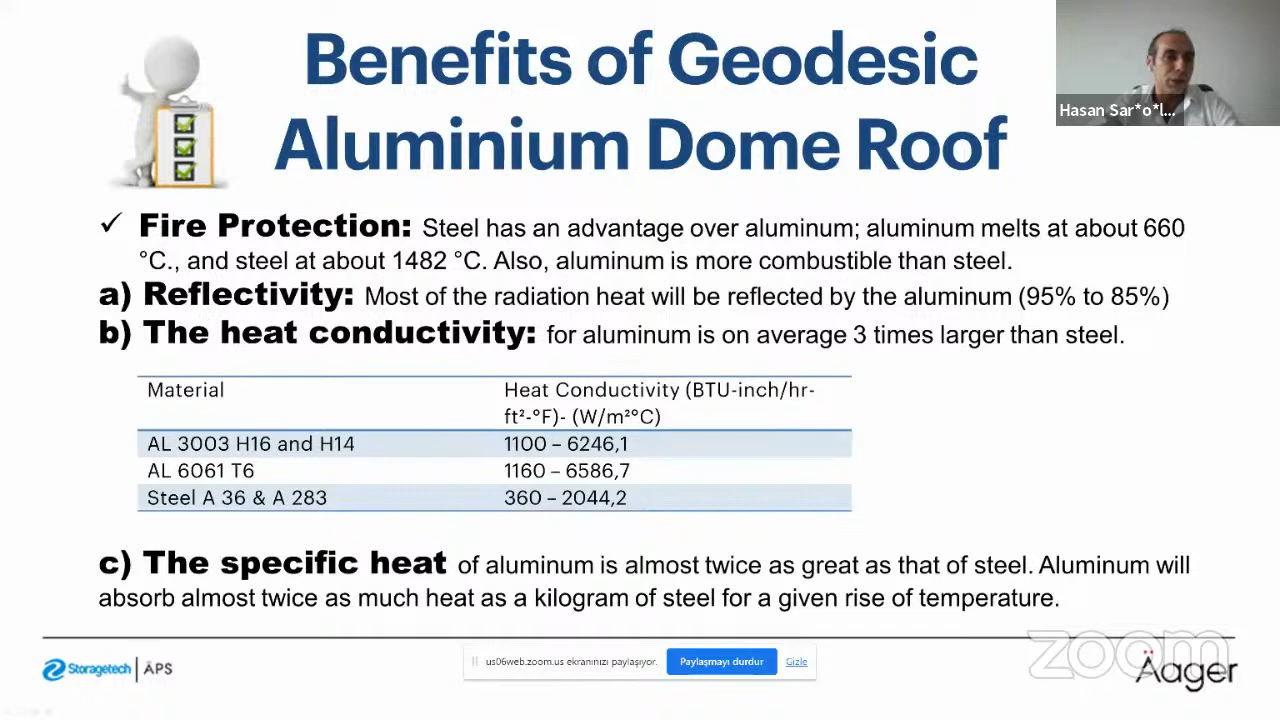 Benefits of Geodesic
Aluminium Dome Roof
Hasan Sar*o*l...
✓ Fire Protection: Steel has an advantage over aluminum; aluminum melts at about 660
°C., and steel at about 1482 °C. Also, aluminum is more combustible than steel.
a) Reflectivity: Most of the radiation heat will be reflected by the aluminum (95% to 85%)
b) The heat conductivity: for aluminum is on average 3 times larger than steel.
Material Heat Conductivity (BTU-inch/hr-
ft²-°F)- (W/m²°C)
AL 3003 H16 and H14 1100 – 6246,1
AL 6061 T6 1160 – 6586,7
Steel A 36 & A 283 360 – 2044,2
c) The specific heat of aluminum is almost twice as great as that of steel. Aluminum will
absorb almost twice as much heat as a kilogram of steel for a given rise of temperature.
Storagetech | ÄPS
us06web.zoom.us ekranınızı paylaşıyor. Paylaşmayı durdur Gizle
zoom
Äager